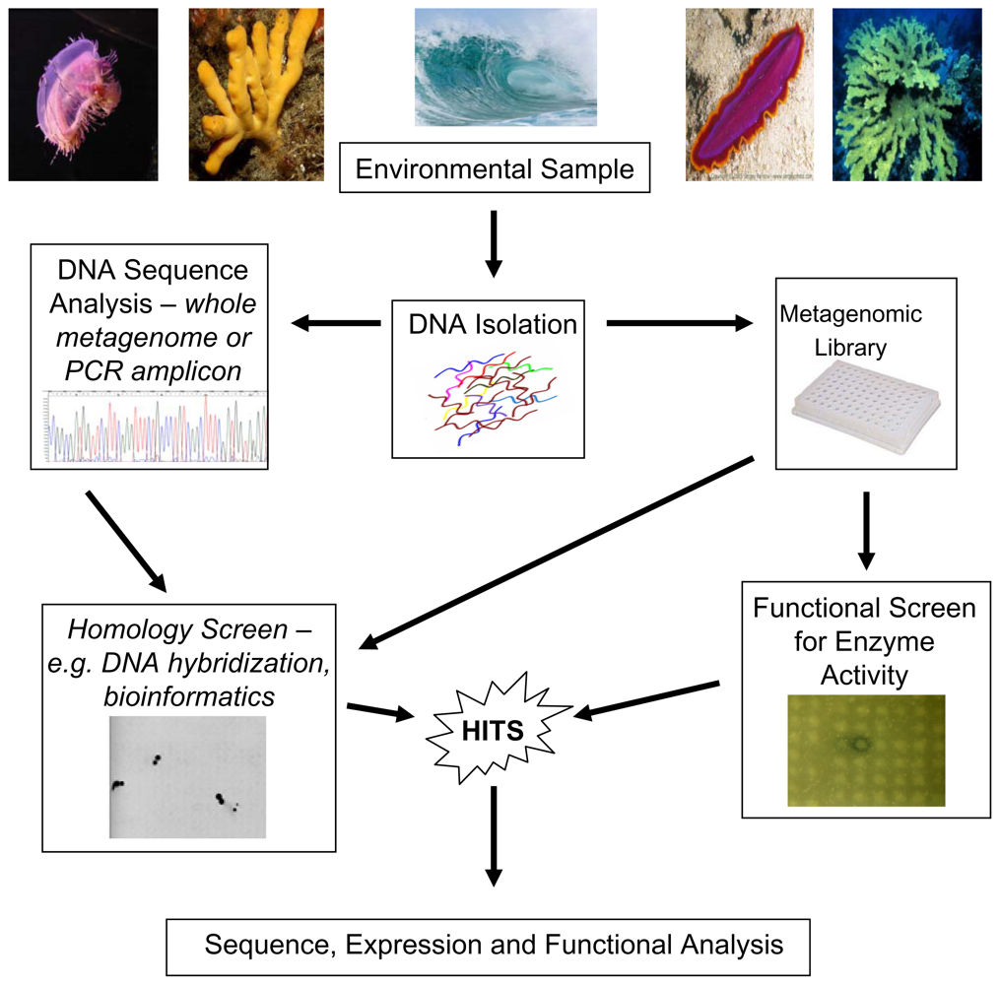 Environmental Sample
DNA Sequence
Analysis – whole
metagenome or
PCR amplicon
DNA Isolation
Metagenomic
Library
Homology Screen –
e.g. DNA hybridization,
bioinformatics
HITS
Functional Screen
for Enzyme
Activity
Sequence, Expression and Functional Analysis